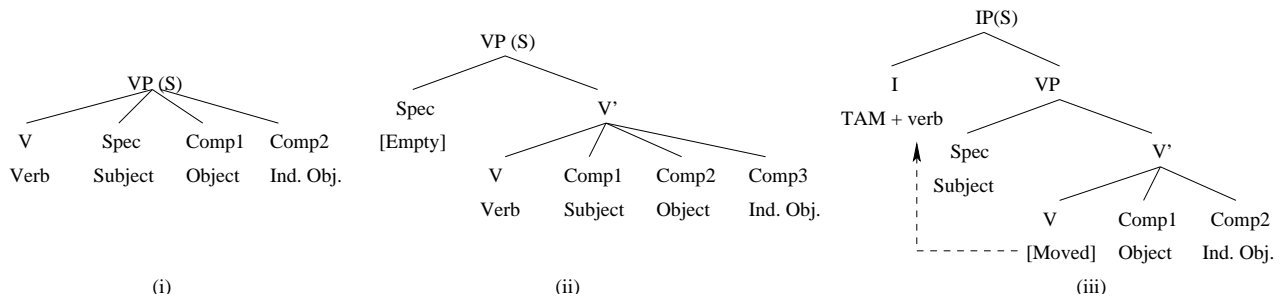 VP (S)
V Spec Comp1 Comp2
Verb Subject Object Ind. Obj.
(i)
VP (S)
Spec V'
[Empty]
V Comp1 Comp2 Comp3
Verb Subject Object Ind. Obj.
(ii)
IP(S)
I VP
TAM + verb
Spec V'
Subject
V Comp1 Comp2
[Moved] Object Ind. Obj.
(iii)